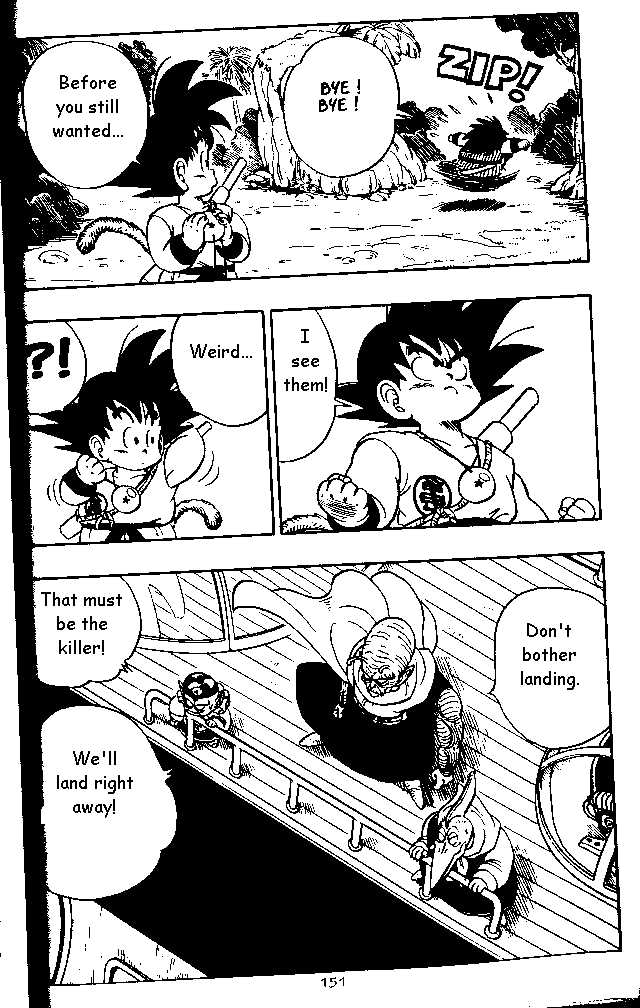 Before
you still
wanted...
BYE!
BYE!
ZIP!
?!
Weird...
I
see
them!
That must
be the
killer!
We'll
land right
away!
Don't
bother
landing.
151